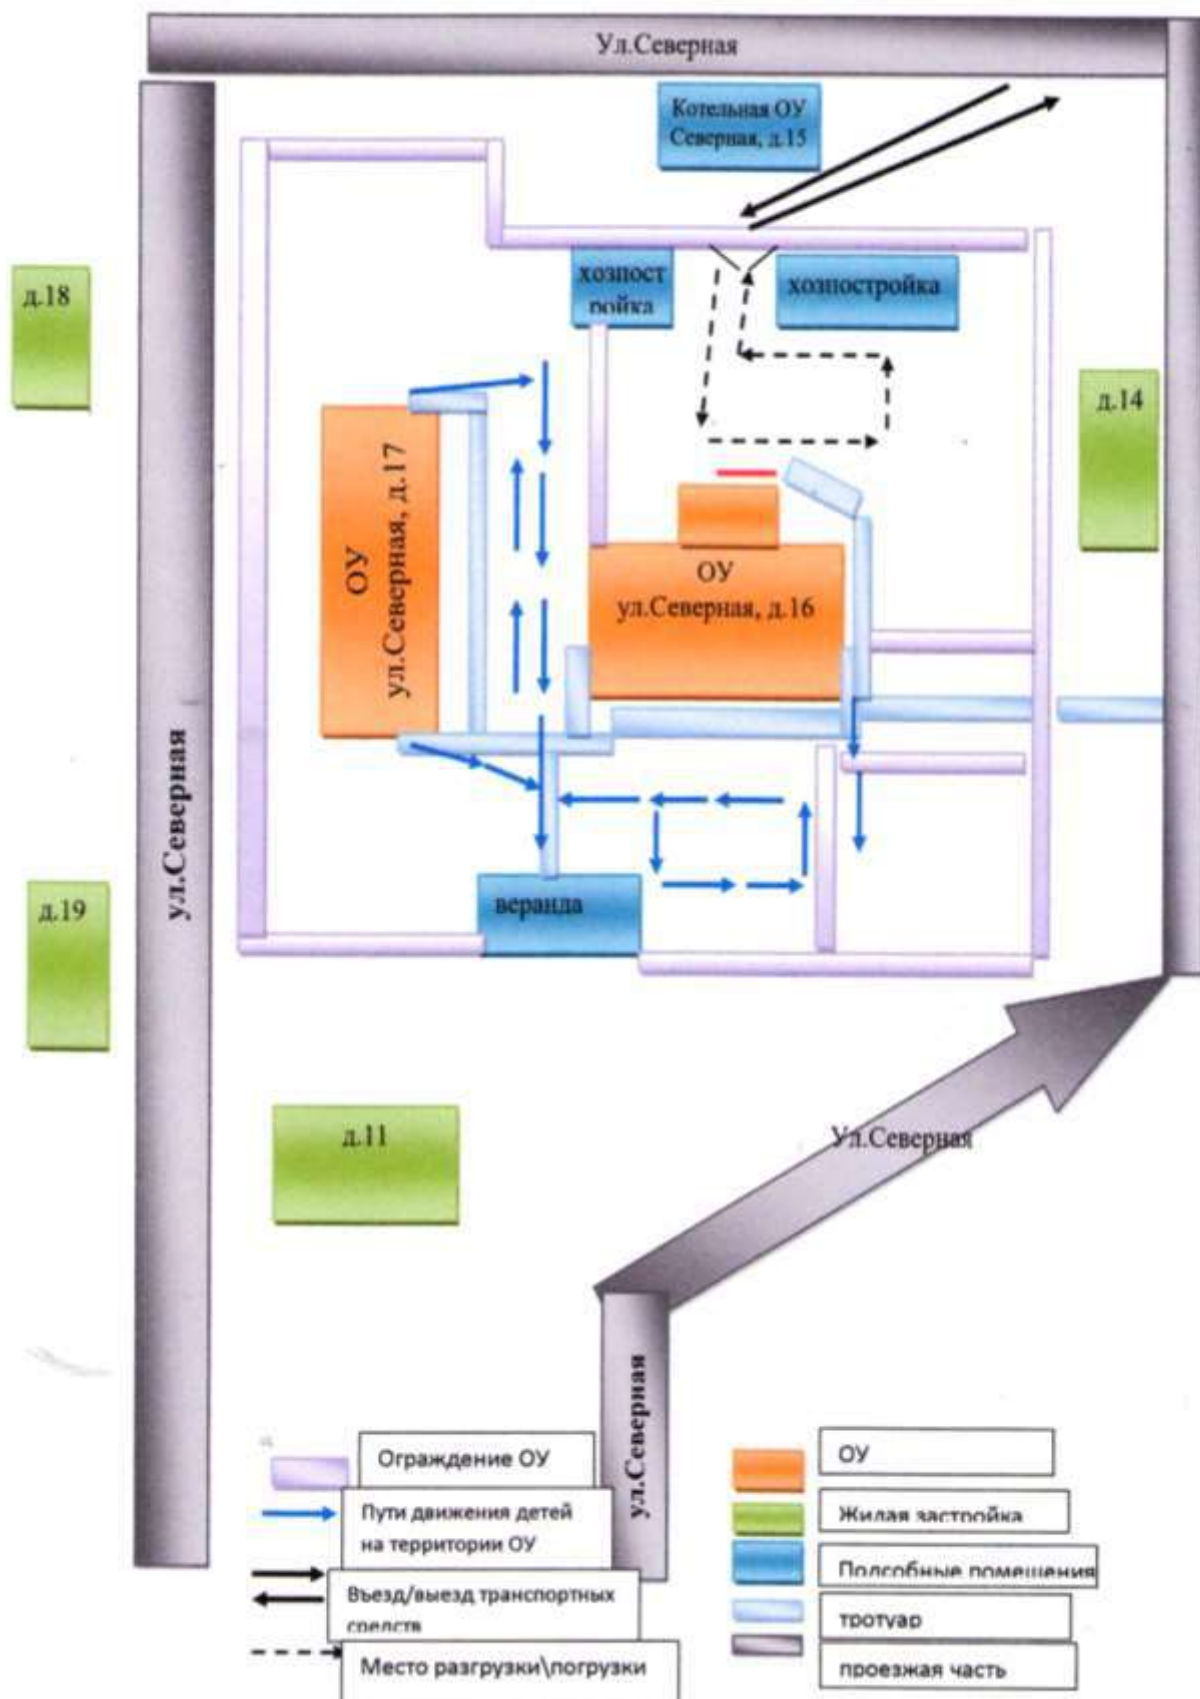 Ул.Северная
Котельная ОУ
Северная, д.15
хозпост
ройка
хозпостройка
д.18
д.14
ОУ
ул.Северная, д.17
ОУ
ул.Северная, д.16
ул.Северная
д.19
веранда
д.11
Ул.Северная
ул.Северная
Ограждение ОУ
Пути движения детей
на территории ОУ
Въезд/выезд транспортных
средств
Место разгрузки\погрузки
ОУ
Жилая застройка
Подсобные помещения
тротуар
проезжая часть